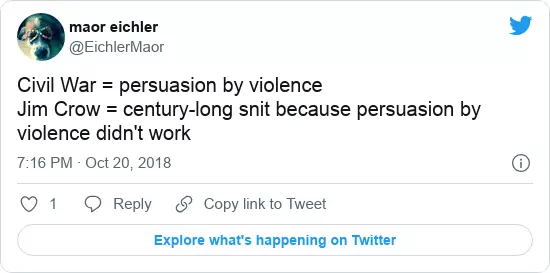 maor eichler
@EichlerMaor
Civil War = persuasion by violence
Jim Crow = century-long snit because persuasion by
violence didn't work
7:16 PM · Oct 20, 2018
1 Reply Copy link to Tweet
Explore what's happening on Twitter